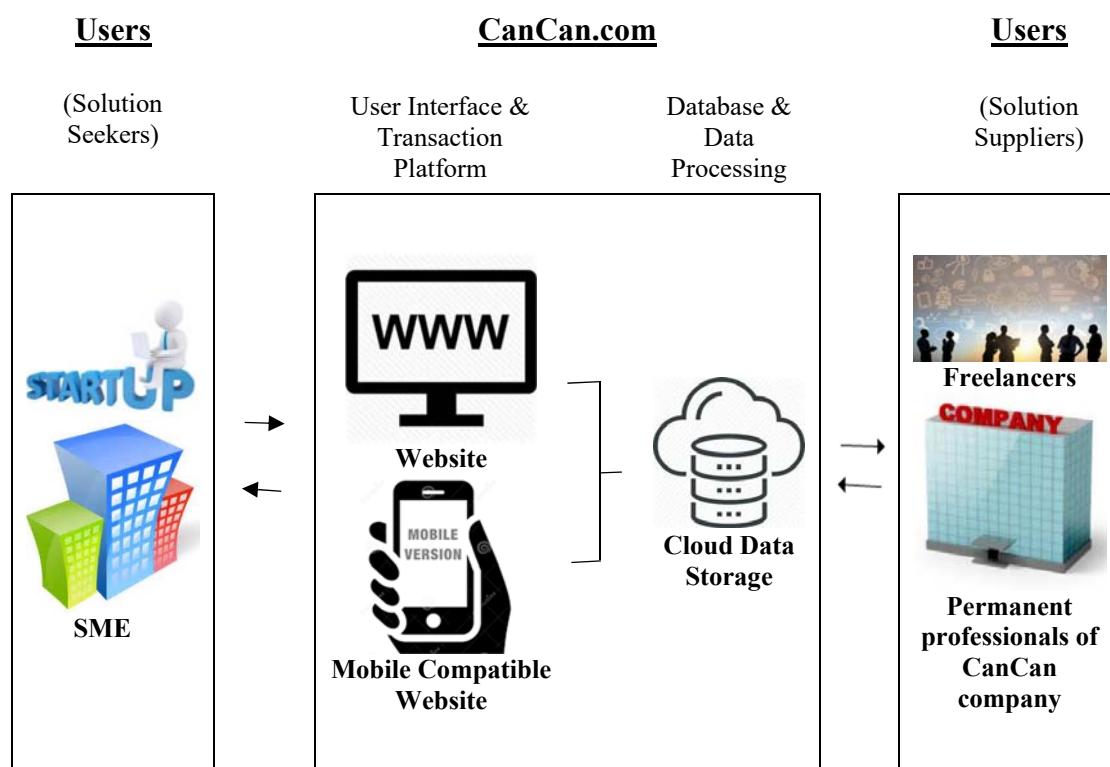 Users
CanCan.com
Users
(Solution
Seekers)
User Interface &
Transaction
Platform
Database &
Data
Processing
(Solution
Suppliers)
STARTUP
SME
WWW
Website
MOBILE
VERSION
Mobile Compatible
Website
Cloud Data
Storage
Freelancers
COMPANY
Permanent
professionals of
CanCan
company